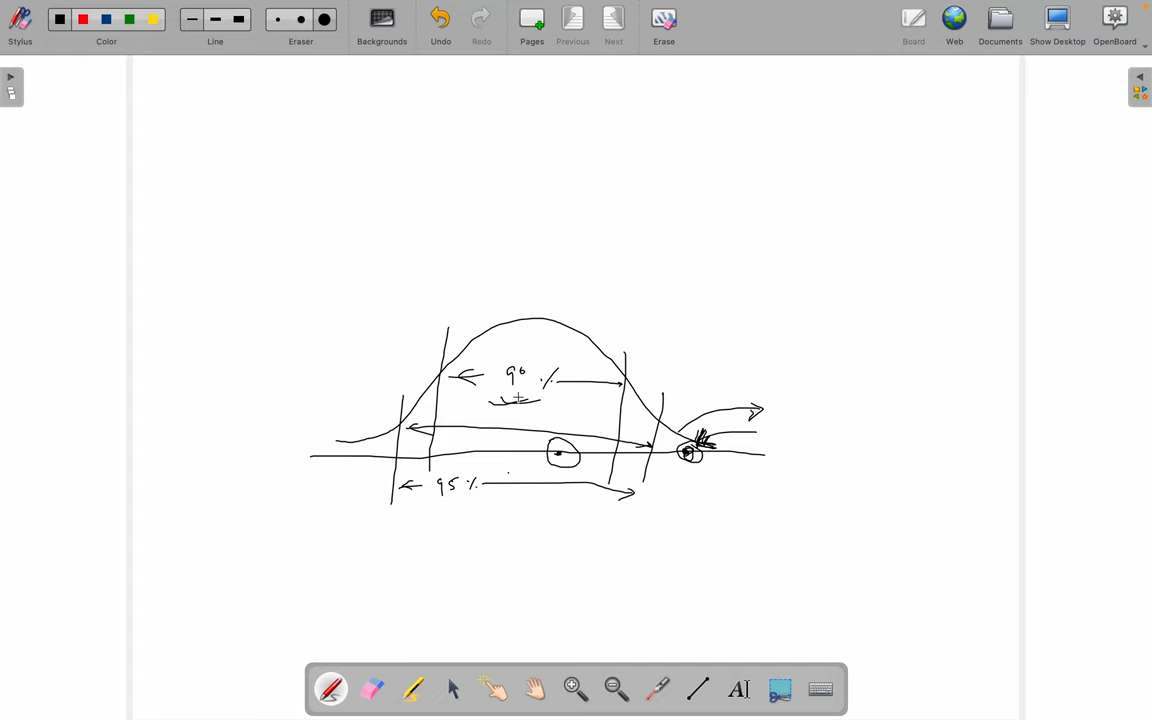 Stylus
Color
Line
Eraser
Backgrounds
Undo
Redo
Pages
Previous
Next
Erase
Board
Web
Documents
Show Desktop
OpenBoard
90 %
95 %